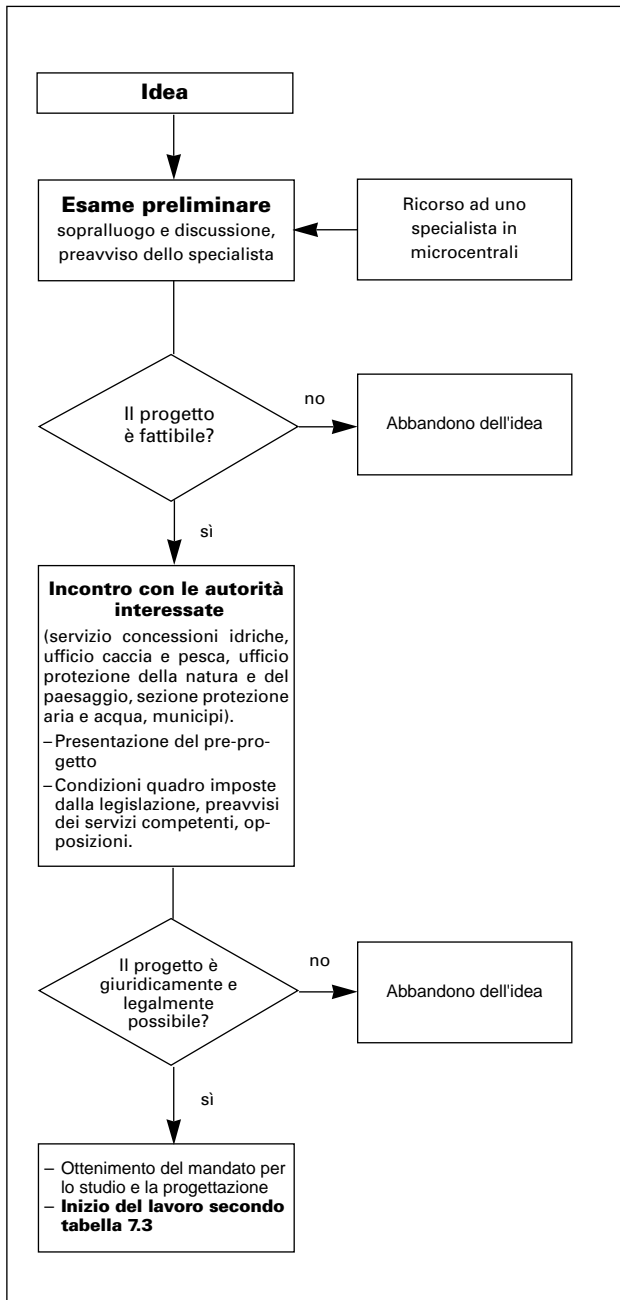 Idea
Esame preliminare
sopralluogo e discussione,
preavviso dello specialista
Ricorso ad uno
specialista in
microcentrali
Il progetto
è fattibile?
no
Abbandono dell'idea
sì
Incontro con le autorità
interessate
(servizio concessioni idriche,
ufficio caccia e pesca, ufficio
protezione della natura e del
paesaggio, sezione protezione
aria e acqua, municipi).
– Presentazione del pre-pro-
getto
– Condizioni quadro imposte
dalla legislazione, preavvisi
dei servizi competenti, op-
posizioni.
Il progetto è
giuridicamente e
legalmente
possibile?
no
Abbandono dell'idea
sì
– Ottenimento del mandato per
lo studio e la progettazione
– Inizio del lavoro secondo
tabella 7.3